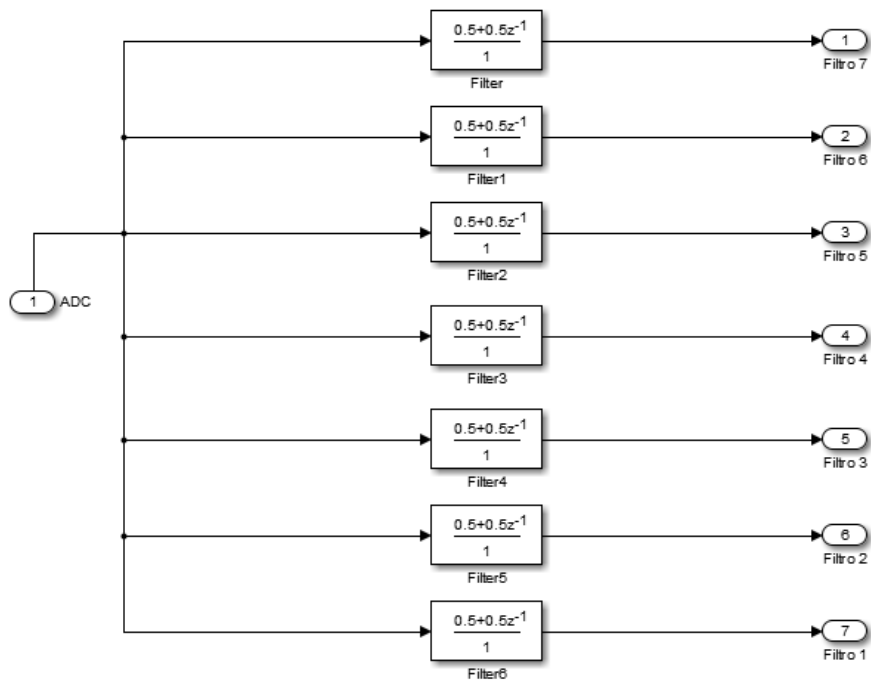 0.5+0.5z-1
1
Filter
1
Filtro 7
0.5+0.5z-1
1
Filter1
2
Filtro 6
0.5+0.5z-1
1
Filter2
3
Filtro 5
1 ADC
0.5+0.5z-1
1
Filter3
4
Filtro 4
0.5+0.5z-1
1
Filter4
5
Filtro 3
0.5+0.5z-1
1
Filter5
6
Filtro 2
0.5+0.5z-1
1
Filter6
7
Filtro 1